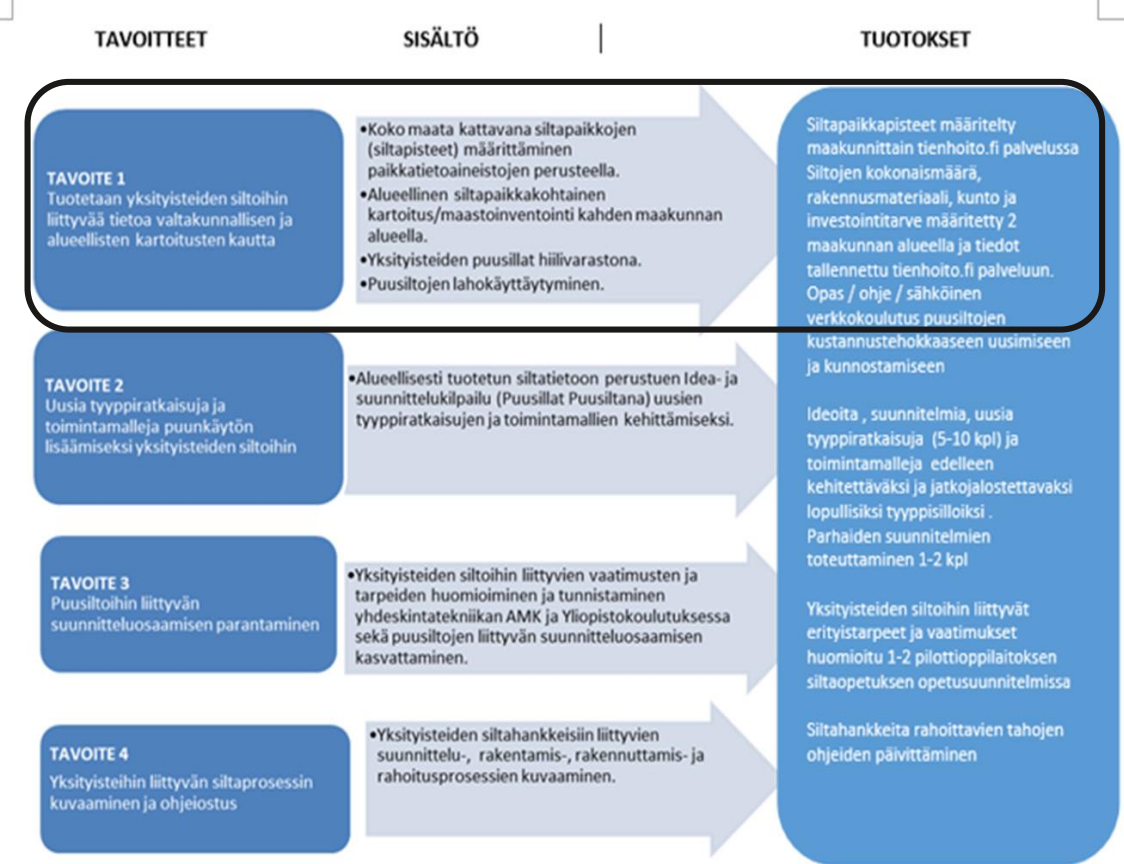 TAVOITTEET
SISÄLTÖ
TUOTOKSET
TAVOITE 1
Tuotetaan yksityisteiden siltoihin
liittyvää tietoa valtakunnallisen ja
alueellisten kartoitusten kautta
•Koko maata kattavana siltapaikkojen
(siltapisteet) määrittäminen
paikkatietoaineistojen perusteella.
•Alueellinen siltapaikkakohtainen
kartoitus/maastoinventointi kahden maakunnan
alueella.
•Yksityisteiden puusillat hiilivarastona.
•Puusiltojen lahokäyttäytyminen.
TAVOITE 2
Uusia tyyppiratkaisuja ja
toimintamalleja puunkäytön
lisäämiseksi yksityisteiden siltoihin
•Alueellisesti tuotetun siltatietoon perustuen Idea- ja
suunnittelukilpailu (Puusillat Puusiltana) uusien
tyyppiratkaisujen ja toimintamallien kehittämiseksi.
TAVOITE 3
Puusiltoihin liittyvän
suunnitteluosaamisen parantaminen
•Yksityisteiden siltoihin liittyvien vaatimusten ja
tarpeiden huomioiminen ja tunnistaminen
yhdeskintatekniikan AMK ja Yliopistokoulutuksessa
sekä puusiltojen liittyvän suunnitteluosaamisen
kasvattaminen.
TAVOITE 4
Yksityisteihin liittyvän siltaprosessin
kuvaaminen ja ohjeiostus
•Yksityisteiden siltahankkeisiin liittyvien
suunnittelu-, rakentamis-, rakennuttamis- ja
rahoitusprosessien kuvaaminen.
Siltapaikkapisteet määritelty
maakunnittain tienhoito.fi palvelussa
Siltojen kokonaismäärä,
rakennusmateriaali, kunto ja
investointitarve määritetty 2
maakunnan alueella ja tiedot
tallennettu tienhoito.fi palveluun.
Opas / ohje / sähköinen
verkkokoulutus puusiltojen
kustannustehokkaaseen uusimiseen
ja kunnostamiseen
Ideoita , suunnitelmia, uusia
tyyppiratkaisuja (5-10 kpl) ja
toimintamalleja edelleen
kehitettäväksi ja jatkojalostettavaksi
lopullisiksi tyyppisilloiksi .
Parhaiden suunnitelmien
toteuttaminen 1-2 kpl
Yksityisteiden siltoihin liittyvät
erityistarpeet ja vaatimukset
huomioitu 1-2 pilottioppilaitoksen
siltaopetuksen opetusuunnitelmissa
Siltahankkeita rahoittavien tahojen
ohjeiden päivittäminen